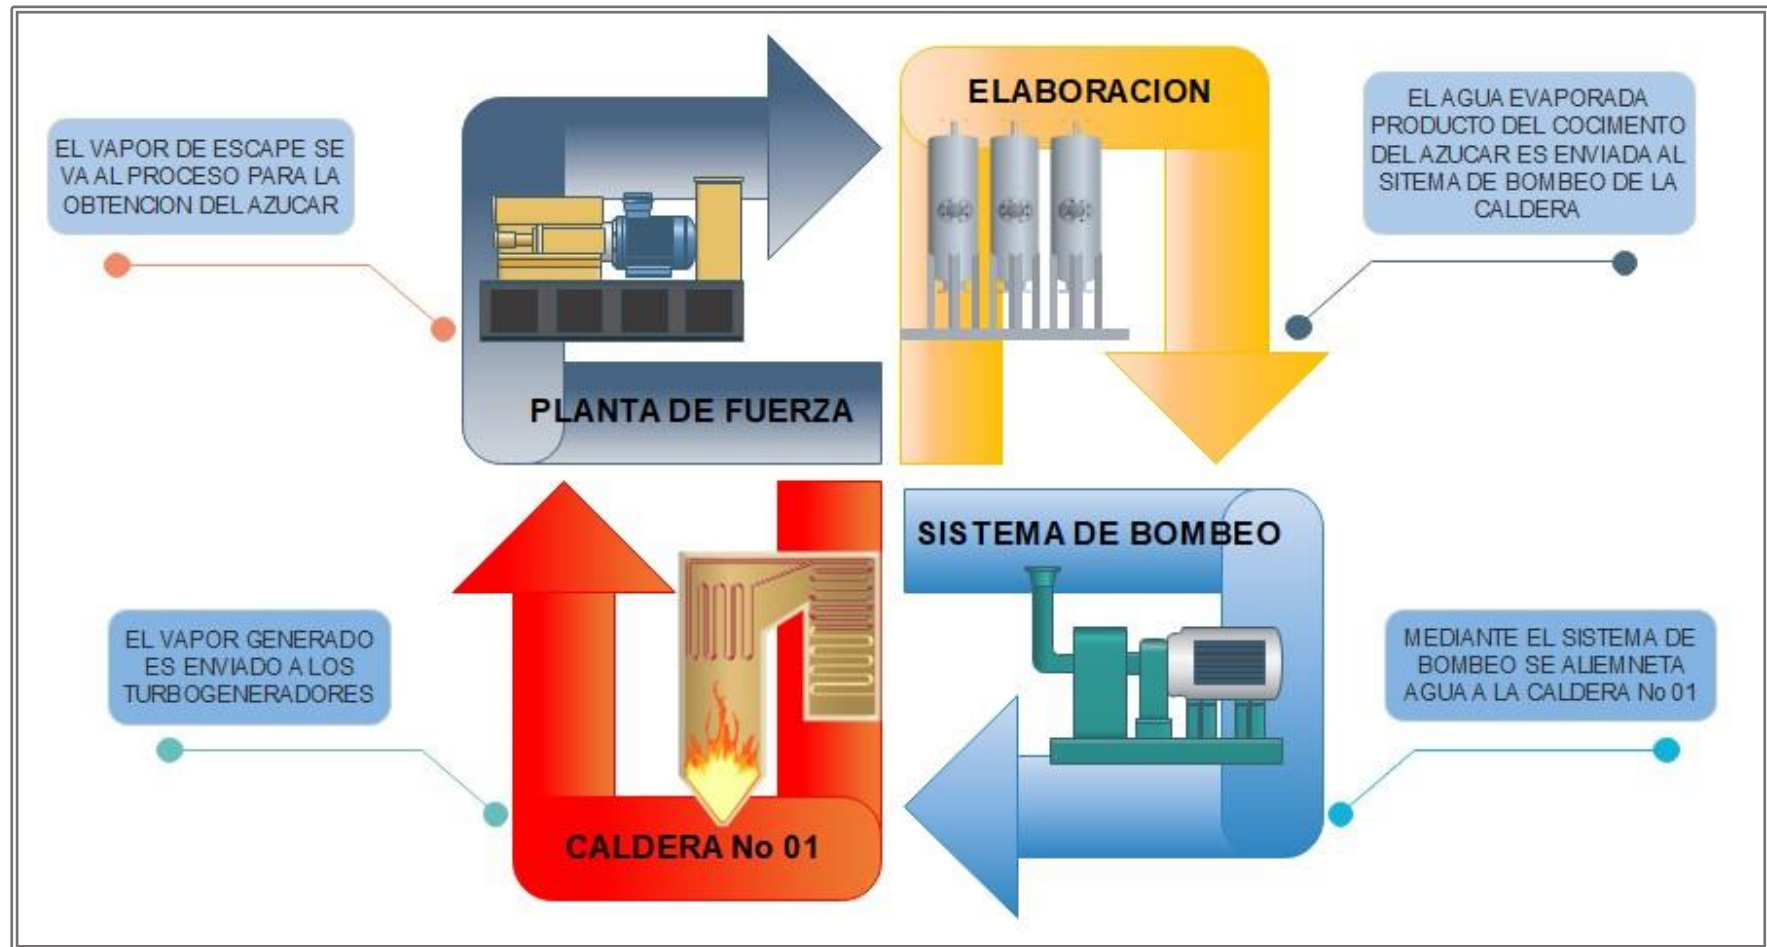 EL VAPOR DE ESCAPE SE
VA AL PROCESO PARA LA
OBTENCION DEL AZUCAR
PLANTA DE FUERZA
ELABORACION
EL AGUA EVAPORADA
PRODUCTO DEL COCIMENTO
DEL AZUCAR ES ENVIADA AL
SITEMA DE BOMBEO DE LA
CALDERA
EL VAPOR GENERADO
ES ENVIADO A LOS
TURBOGENERADORES
CALDERA No 01
SISTEMA DE BOMBEO
MEDIANTE EL SISTEMA DE
BOMBEO SE ALIEMNETA
AGUA A LA CALDERA No 01